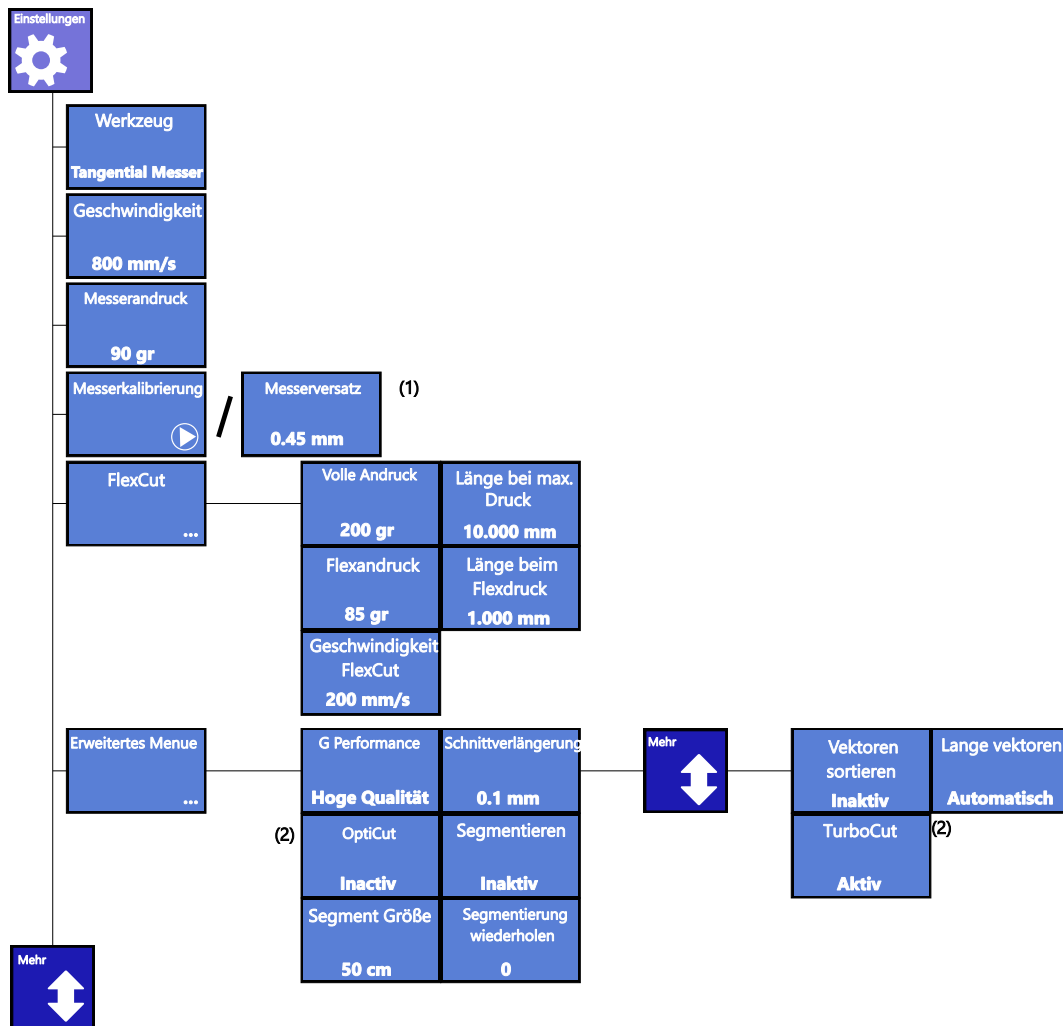 Einstellungen
Werkzeug
Tangential Messer
Geschwindigkeit
800 mm/s
Messerandruck
90 gr
Messerkalibrierung
/
Messerversatz
0.45 mm
(1)
FlexCut
...
Volle Andruck
200 gr
Länge bei max.
Druck
10.000 mm
Flexandruck
85 gr
Länge beim
Flexdruck
1.000 mm
Geschwindigkeit
FlexCut
200 mm/s
Erweitertes Menue
...
G Performance
Hoge Qualität
Schnittverlängerung
0.1 mm
Mehr
Vektoren
sortieren
Inaktiv
Lange vektoren
Automatisch
(2)
OptiCut
Inactiv
Segmentieren
Inaktiv
TurboCut
Aktiv
(2)
Segment Größe
50 cm
Segmentierung
wiederholen
0
Mehr